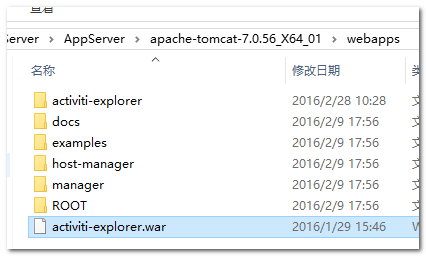 查看
Server > AppServer > apache-tomcat-7.0.56_X64_01 > webapps
名称 修改日期
activiti-explorer 2016/2/28 10:28
docs 2016/2/9 17:56
examples 2016/2/9 17:56
host-manager 2016/2/9 17:56
manager 2016/2/9 17:56
ROOT 2016/2/9 17:56
activiti-explorer.war 2016/1/29 15:46